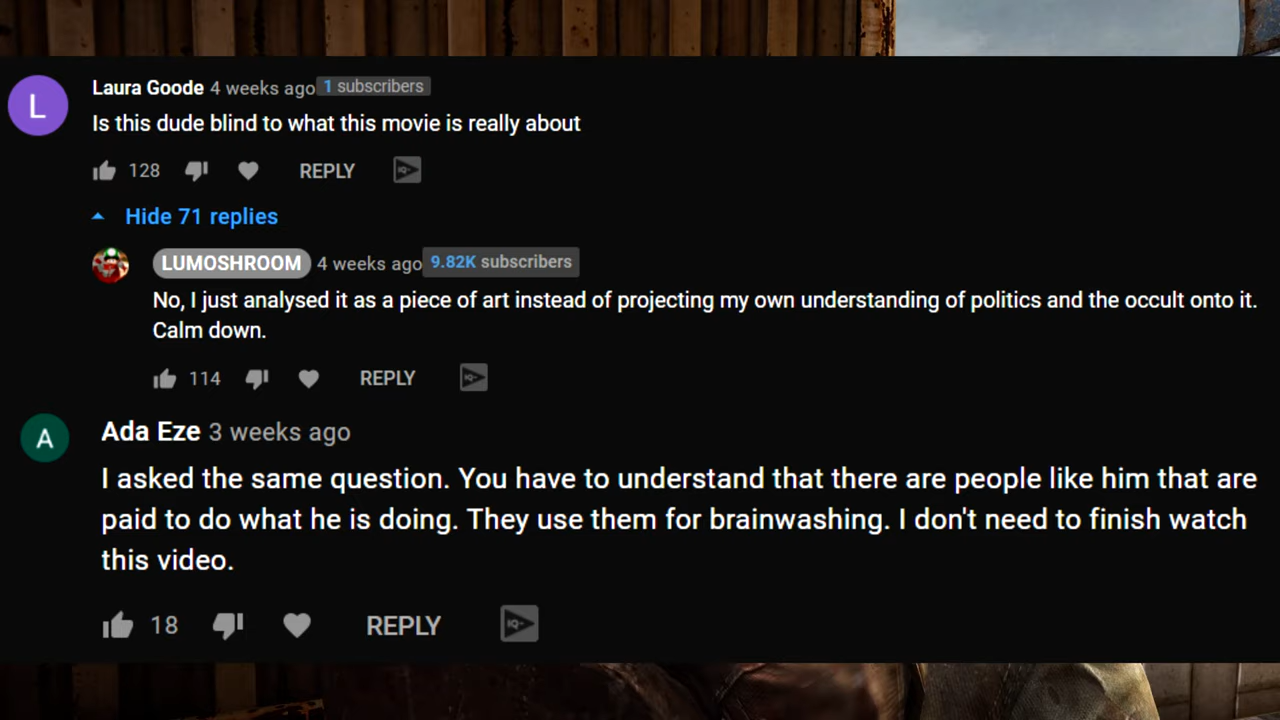 L
Laura Goode 4 weeks ago 1 subscribers
Is this dude blind to what this movie is really about
128 REPLY IQ-
Hide 71 replies
LUMOSHROOM 4 weeks ago 9.82K subscribers
No, I just analysed it as a piece of art instead of projecting my own understanding of politics and the occult onto it.
Calm down.
114 REPLY IQ-
A
Ada Eze 3 weeks ago
I asked the same question. You have to understand that there are people like him that are
paid to do what he is doing. They use them for brainwashing. I don't need to finish watch
this video.
18 REPLY IQ-